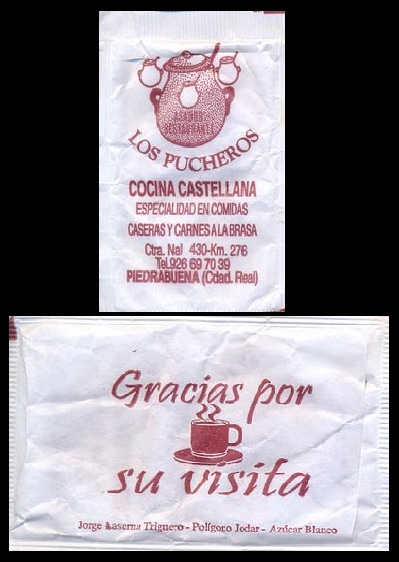 ASADOR
RESTAURANTE
LOS PUCHEROS
COCINA CASTELLANA
ESPECIALIDAD EN COMIDAS
CASERAS Y CARNES A LA BRASA
Ctra. Nal 430-Km. 276
Tel.926 69 70 39
PIEDRABUENA (Cdad. Real)
Gracias por
su visita
Jorge Laserna Triguero - Polígono Jodar - Azúcar Blanco